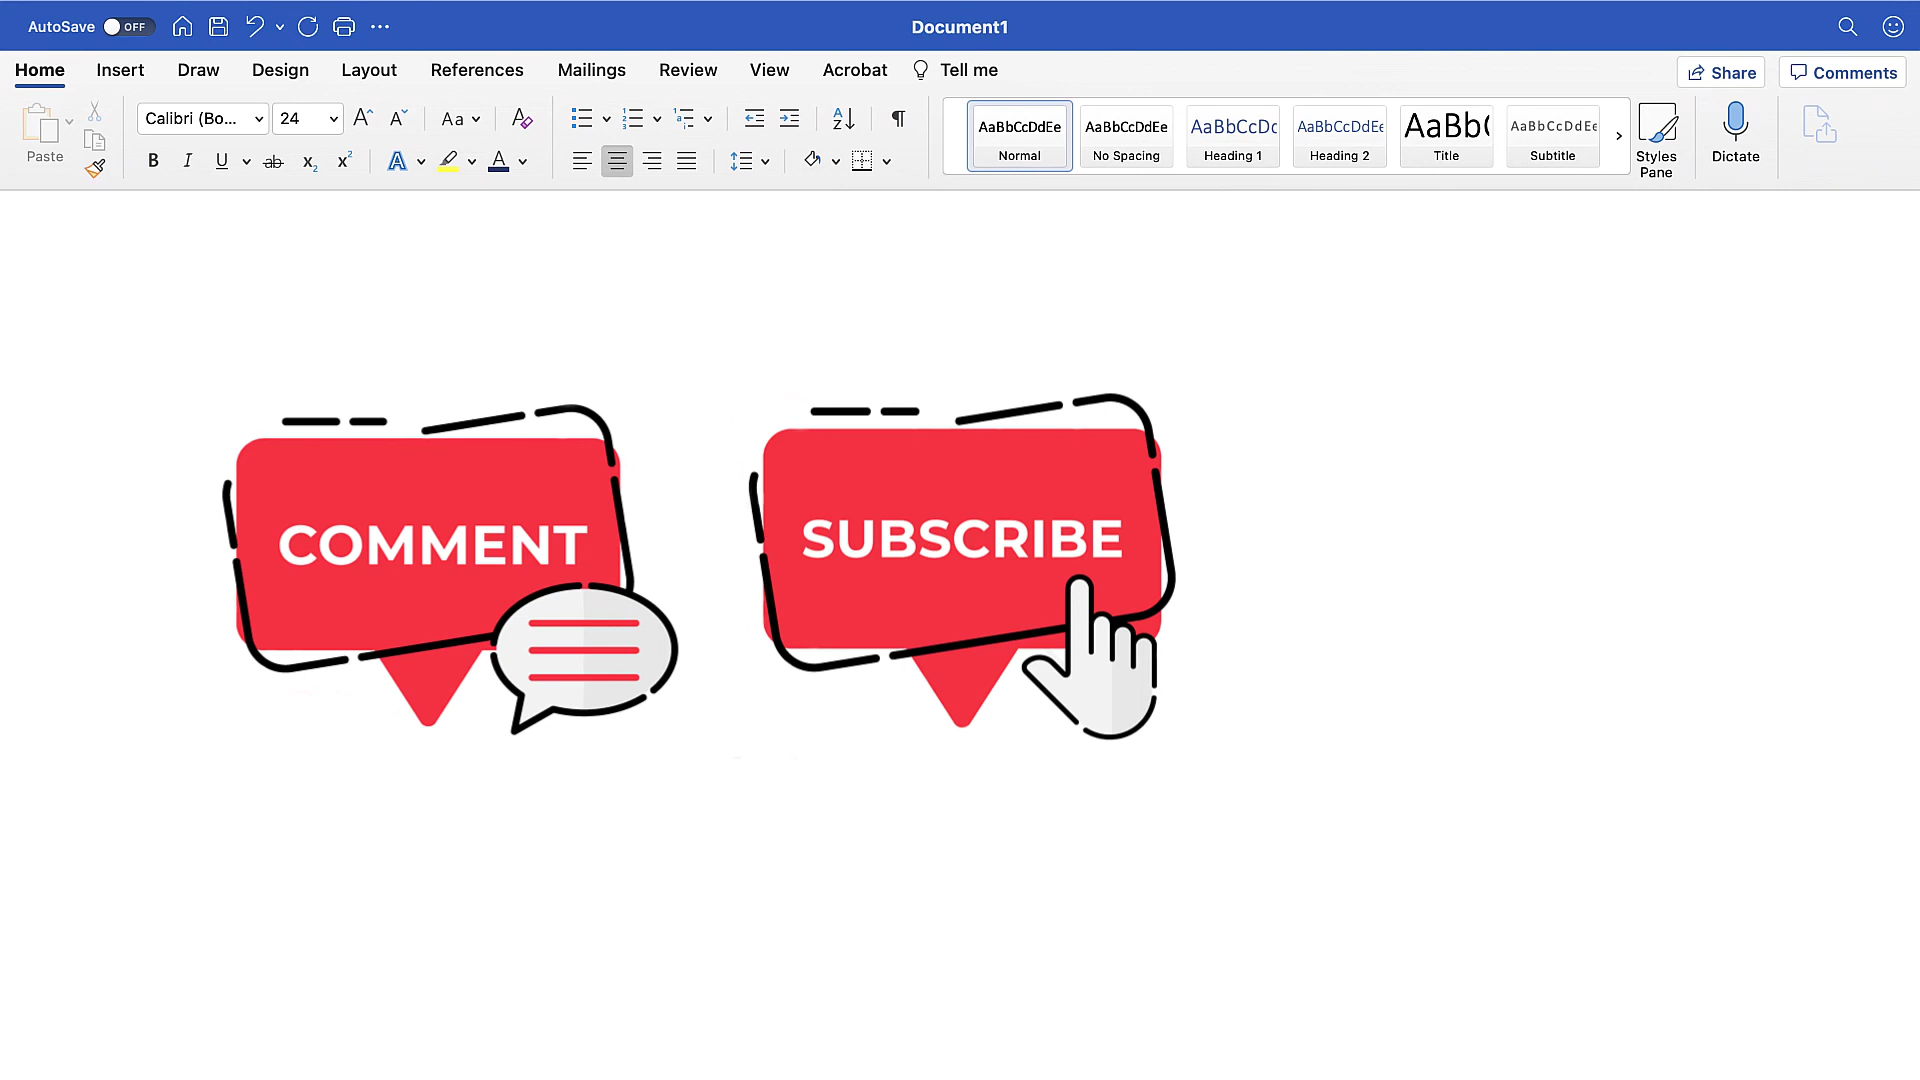 AutoSave OFF Document1
Home Insert Draw Design Layout References Mailings Review View Acrobat Tell me Share Comments
Paste Calibri (Bo... 24 Aa
AaBbCcDdEe AaBbCcDdEe AaBbCcDc AaBbCcDdEe AaBb( AaBbCcDdEe
Normal No Spacing Heading 1 Heading 2 Title Subtitle
Styles Pane
Dictate
COMMENT
SUBSCRIBE